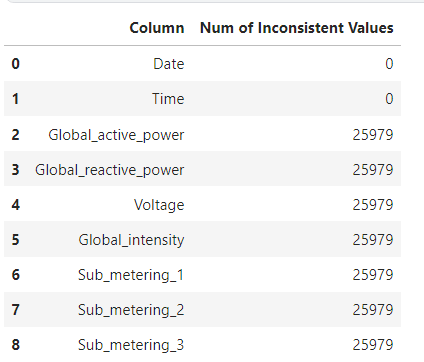 Column Num of Inconsistent Values
0 Date 0
1 Time 0
2 Global_active_power 25979
3 Global_reactive_power 25979
4 Voltage 25979
5 Global_intensity 25979
6 Sub_metering_1 25979
7 Sub_metering_2 25979
8 Sub_metering_3 25979